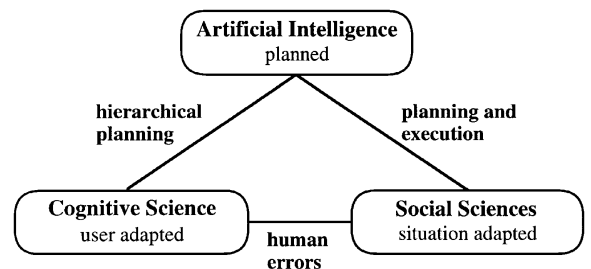 Artificial Intelligence
planned
hierarchical
planning
planning and
execution
Cognitive Science
user adapted
human
errors
Social Sciences
situation adapted